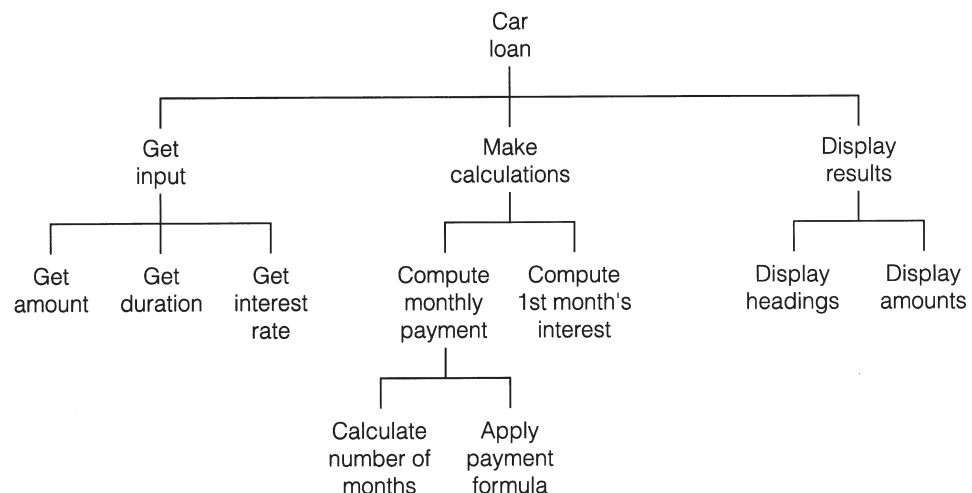 Car
loan
Get
input
Make
calculations
Display
results
Get
amount
Get
duration
Get
interest
rate
Compute
monthly
payment
Compute
1st month's
interest
Display
headings
Display
amounts
Calculate
number of
months
Apply
payment
formula